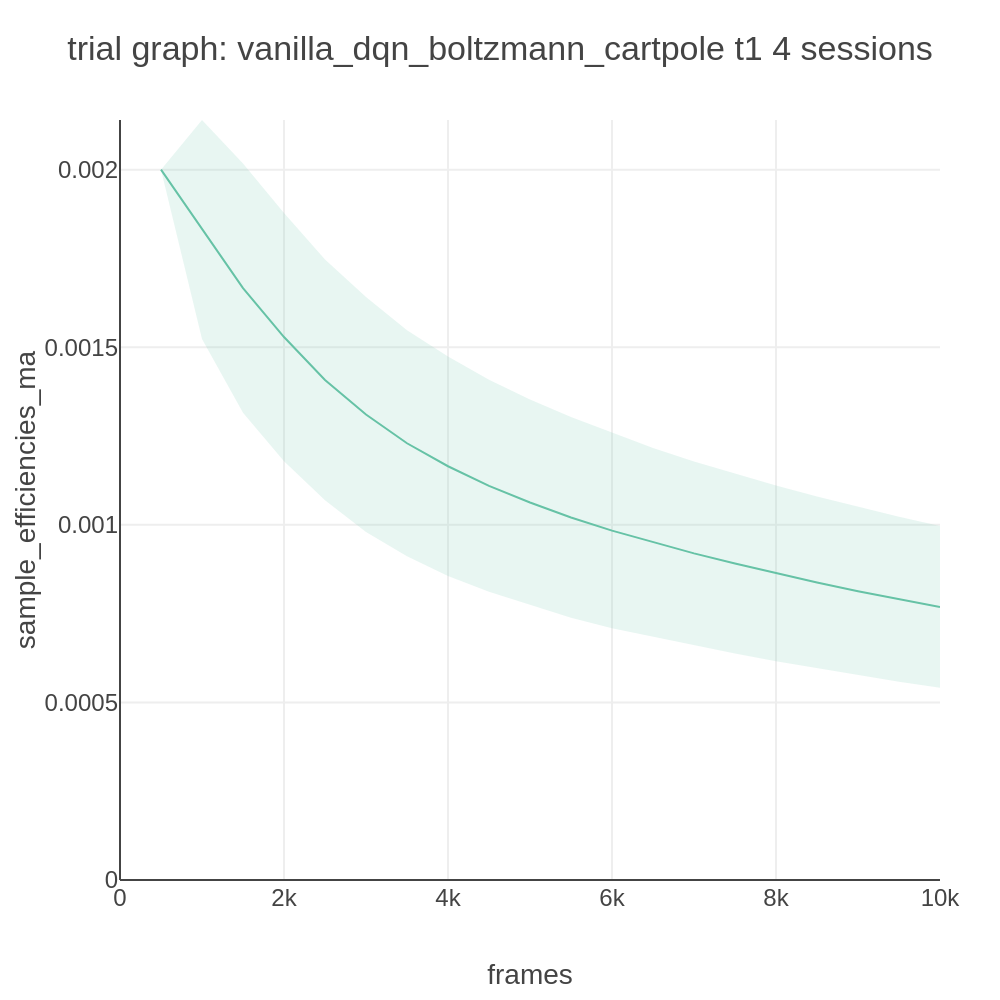 trial graph: vanilla_dqn_boltzmann_cartpole t1 4 sessions
sample_efficiencies_ma
0.002
0.0015
0.001
0.0005
0
0 2k 4k 6k 8k 10k
frames